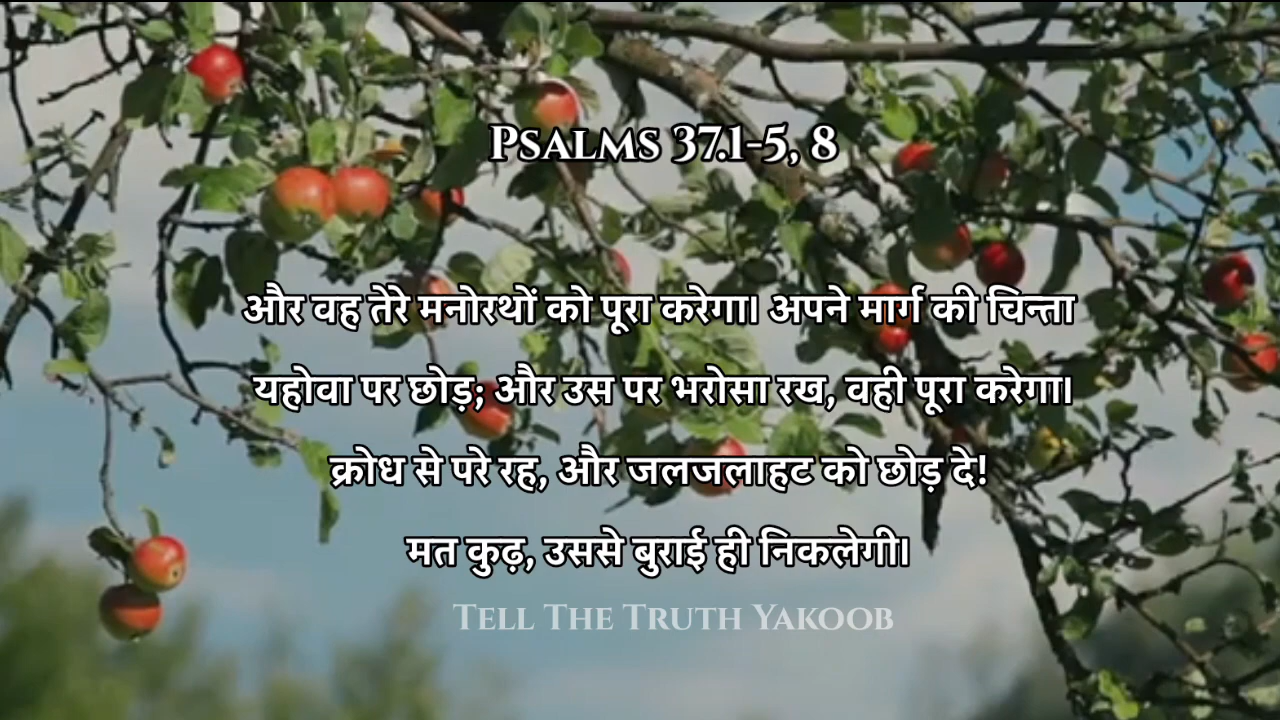 Psalms 37.1-5, 8
और वह तेरे मनोरथों को पूरा करेगा। अपने मार्ग की चिन्ता
यहोवा पर छोड़; और उस पर भरोसा रख, वही पूरा करेगा।
क्रोध से परे रह, और जलजलाहट को छोड़ दे!
मत कुढ़, उससे बुराई ही निकलेगी।
Tell The Truth Yakoob